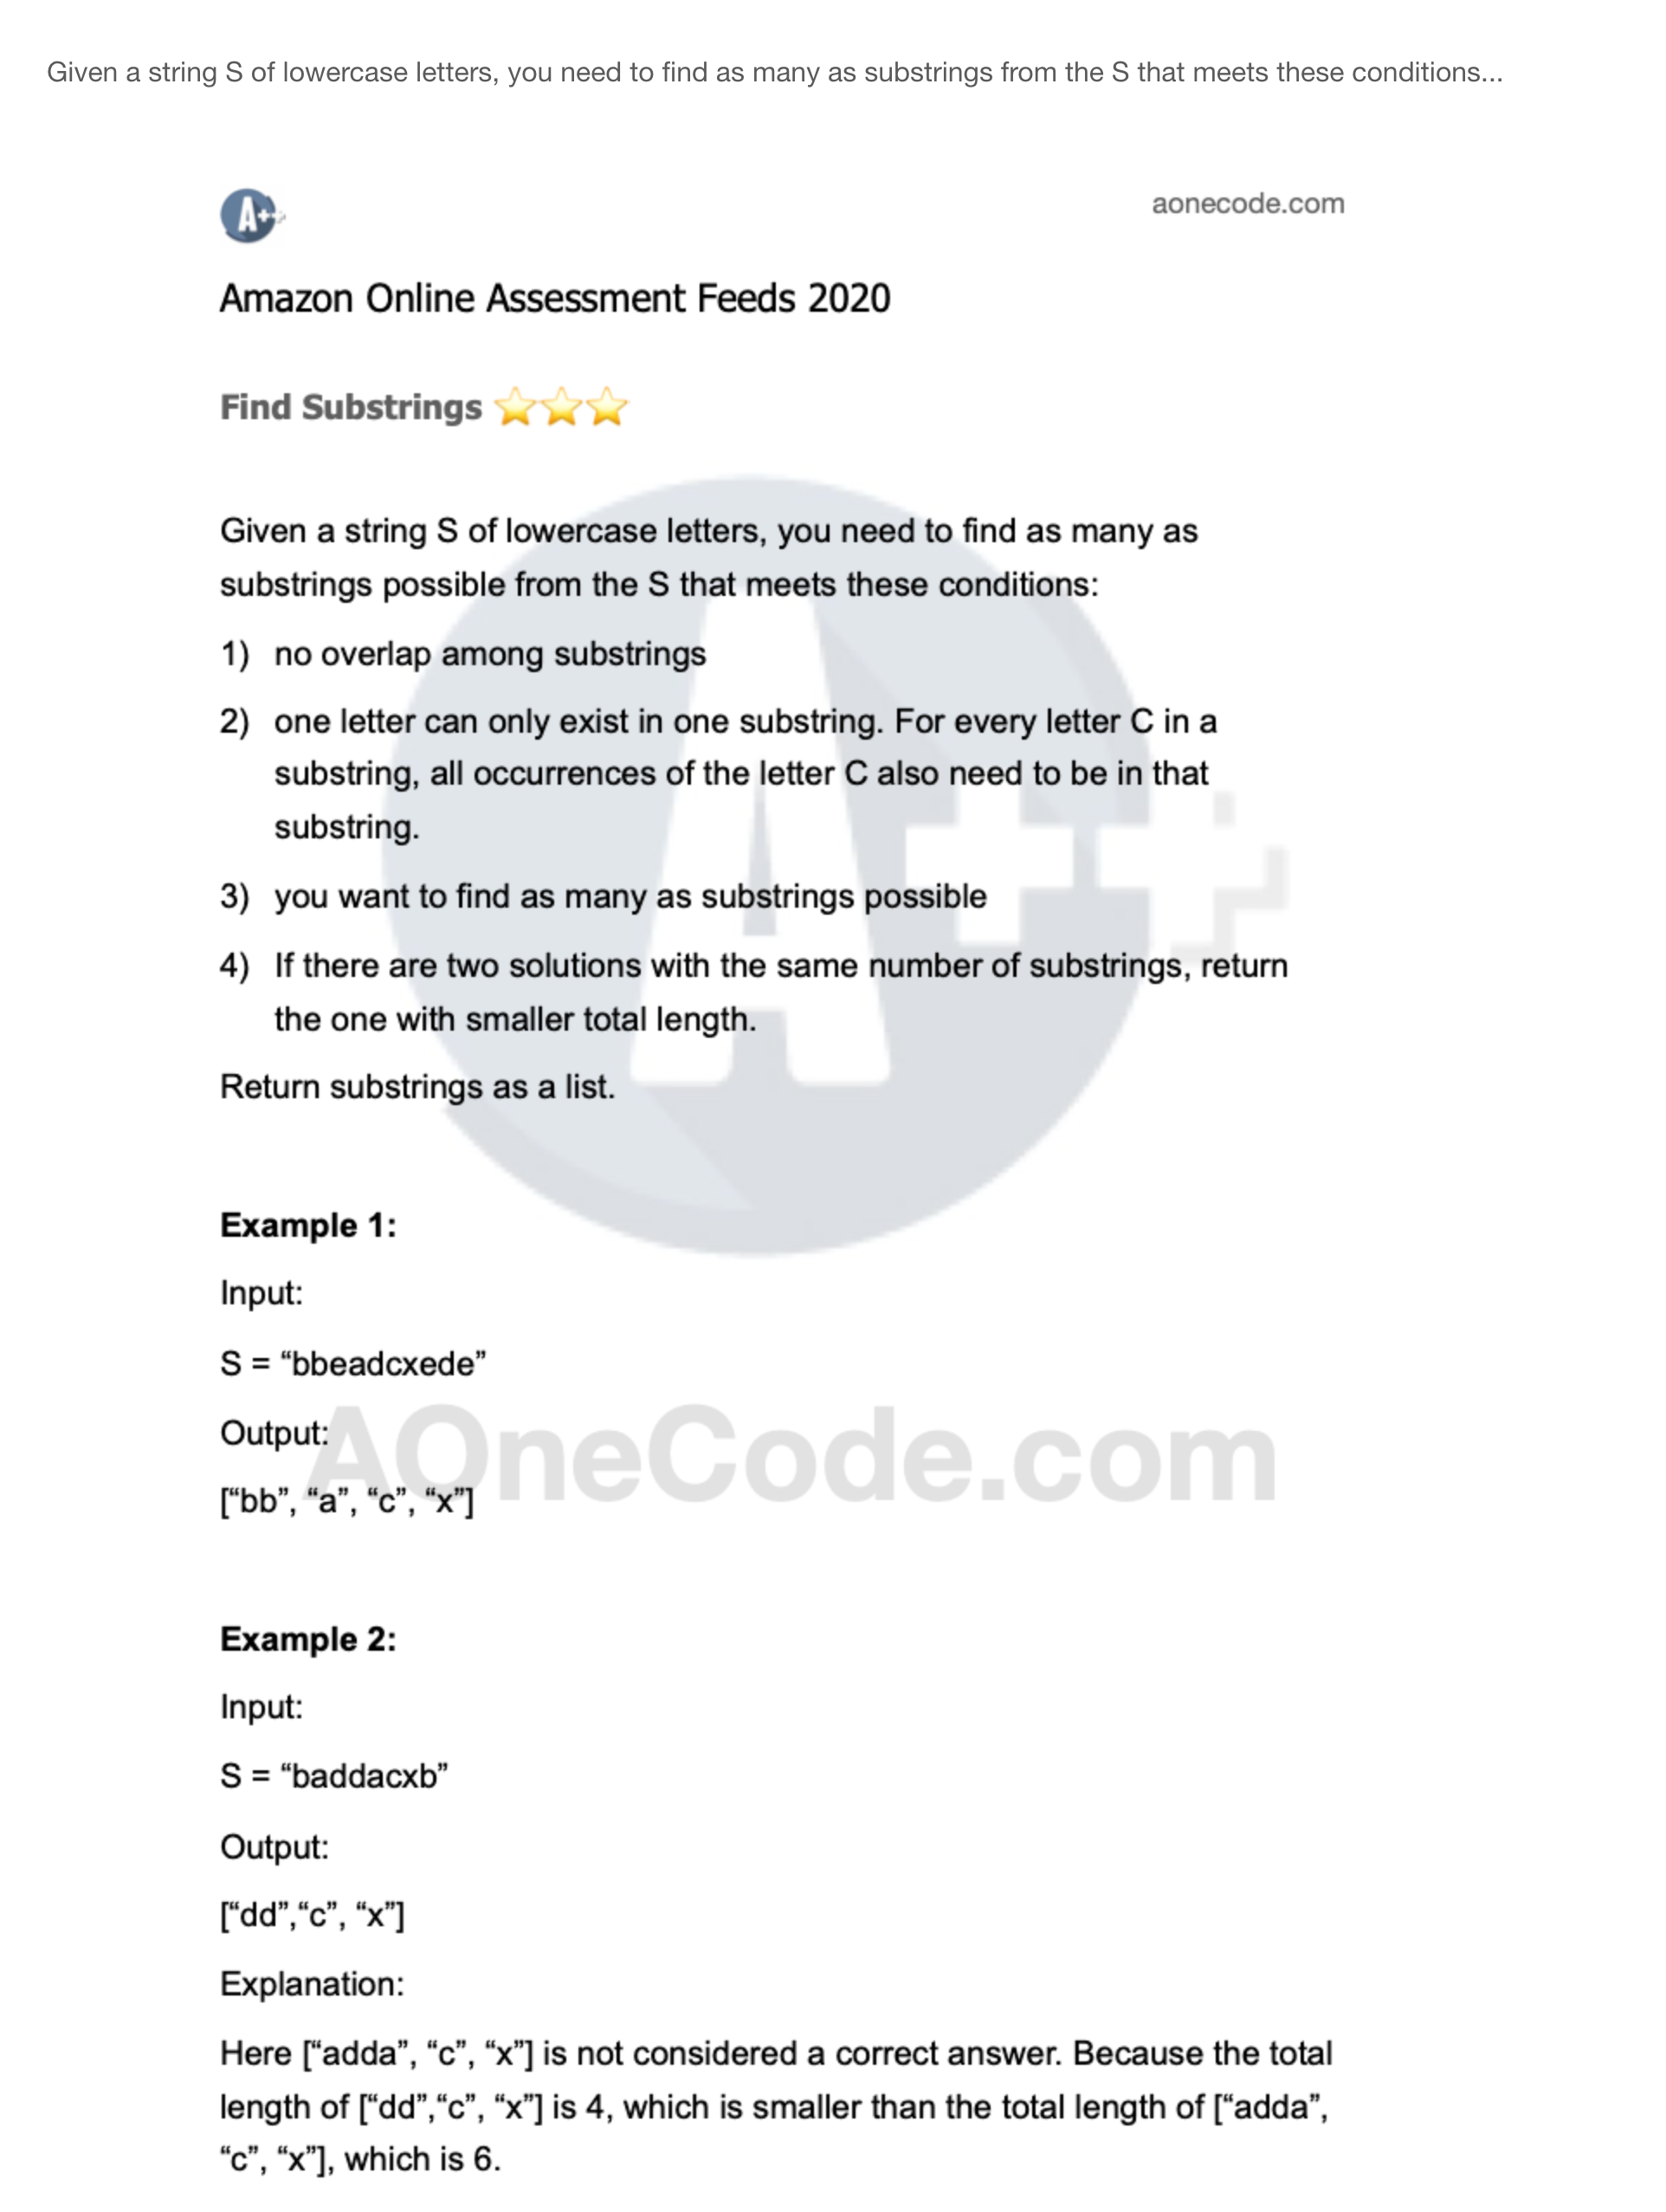 Given a string S of lowercase letters, you need to find as many as substrings from the S that meets these conditions...
A++
aonecode.com
Amazon Online Assessment Feeds 2020
Find Substrings ⭐⭐⭐
Given a string S of lowercase letters, you need to find as many as
substrings possible from the S that meets these conditions:
1) no overlap among substrings
2) one letter can only exist in one substring. For every letter C in a
substring, all occurrences of the letter C also need to be in that
substring.
3) you want to find as many as substrings possible
4) If there are two solutions with the same number of substrings, return
the one with smaller total length.
Return substrings as a list.
A++
Example 1:
Input:
S = “bbeadcxede”
Output:
AOneCode.com
[“bb”, “a”, “c”, “x”]
Example 2:
Input:
S = “baddacxb”
Output:
[“dd”,“c”, “x”]
Explanation:
Here [“adda”, “c”, “x”] is not considered a correct answer. Because the total
length of [“dd”,“c”, “x”] is 4, which is smaller than the total length of [“adda”,
“c”, “x”], which is 6.